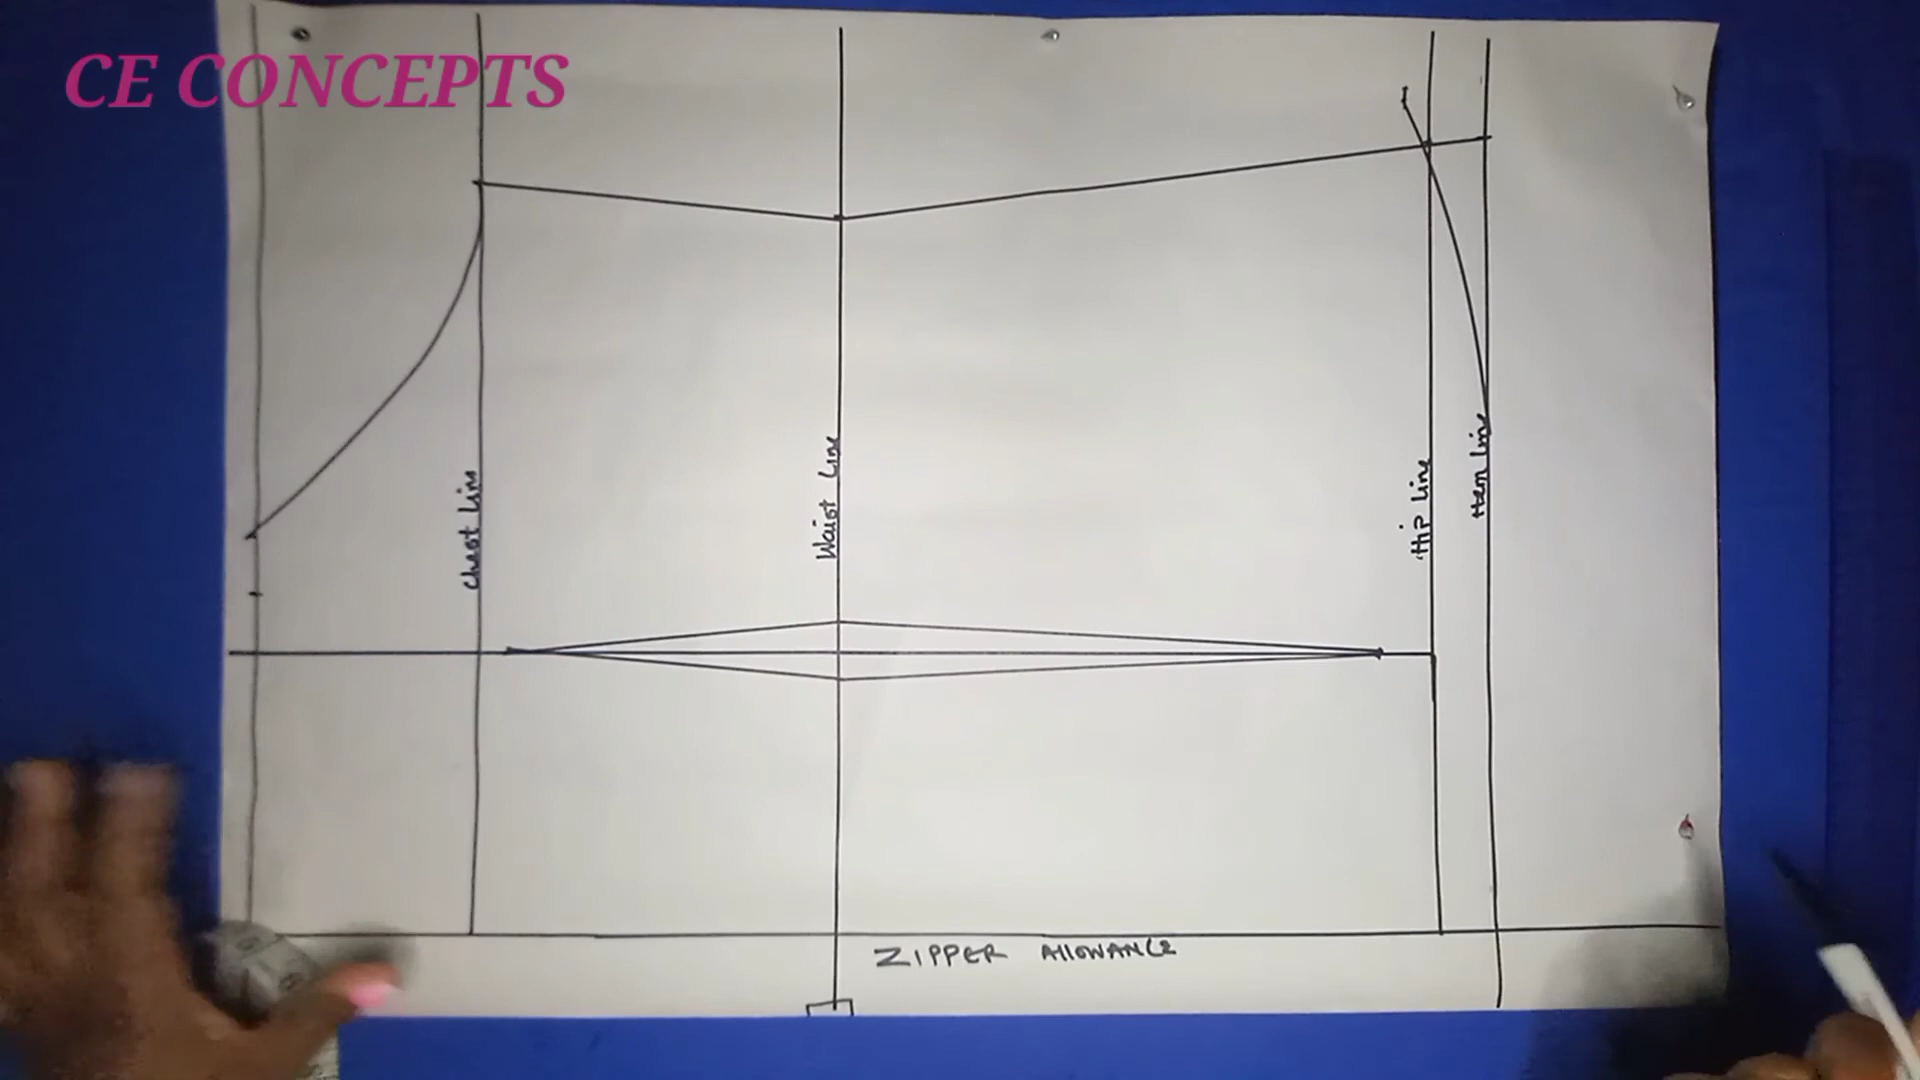 CE CONCEPTS
Chest Line
Waist Line
Hip Line
Hem Line
ZIPPER AllOWANCE